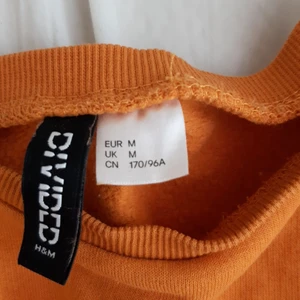 DIVIDED
H&M
EUR M
UK M
CN 170/96A